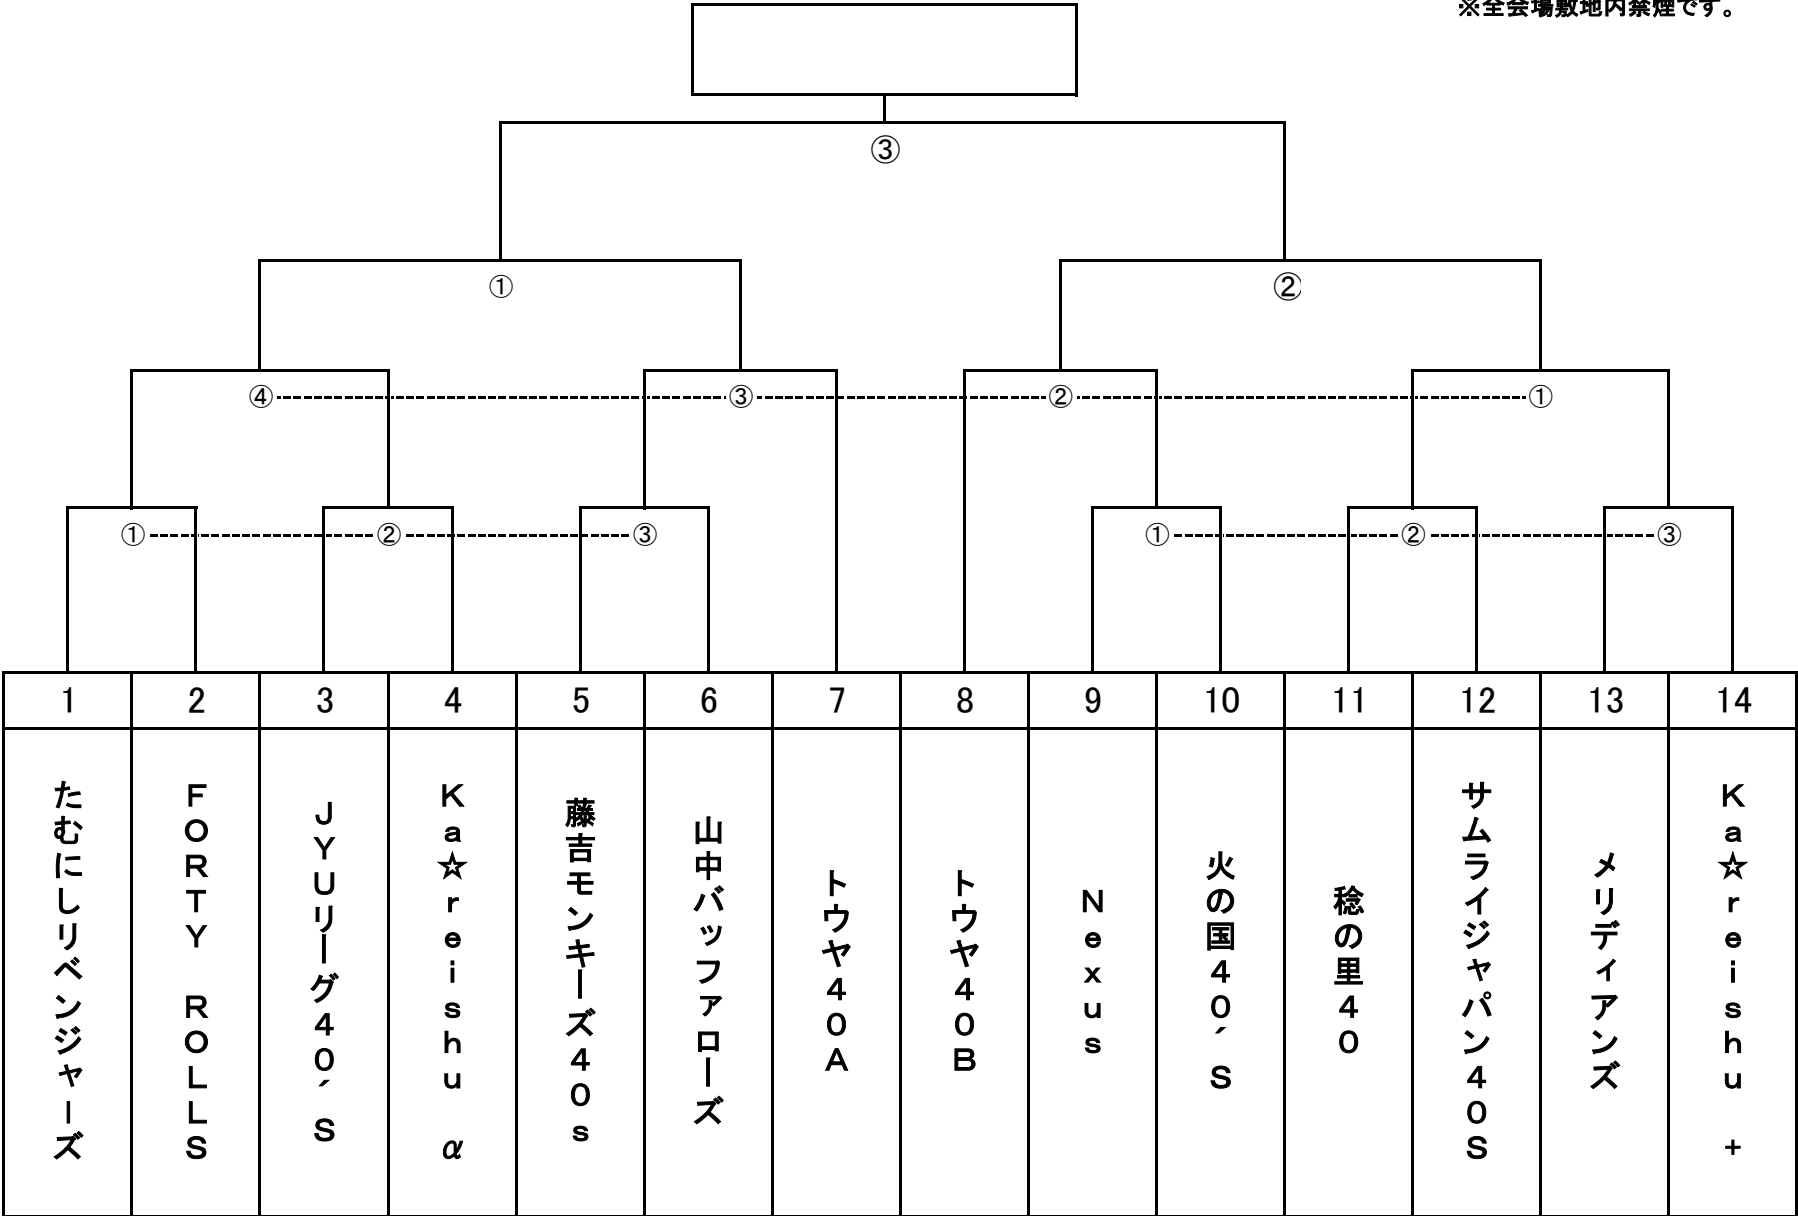 ※全会場敷地内禁煙です。
③
① ②
④ ③ ② ①
① ② ③ ① ② ③
1 2 3 4 5 6 7 8 9 10 11 12 13 14
たむにしリベンジャーズ
ＦＯＲＴＹ　ＲＯＬＬＳ
ＪＹＵリーグ４０´Ｓ
Ｋａ☆ｒｅｉｓｈｕ　α
藤吉モンキーズ４０ｓ
山中バッファローズ
トウヤ４０Ａ
トウヤ４０Ｂ
Ｎｅｘｕｓ
火の国４０´Ｓ
稔の里４０
サムライジャパン４０Ｓ
メリディアンズ
Ｋａ☆ｒｅｉｓｈｕ　＋